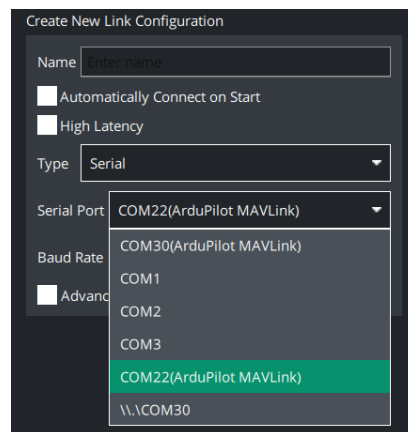 Create New Link Configuration
Name Enter name
Automatically Connect on Start
High Latency
Type Serial
Serial Port COM22(ArduPilot MAVLink)
COM30(ArduPilot MAVLink)
Baud Rate
COM1
Advanc
COM2
COM3
COM22(ArduPilot MAVLink)
\\.\COM30